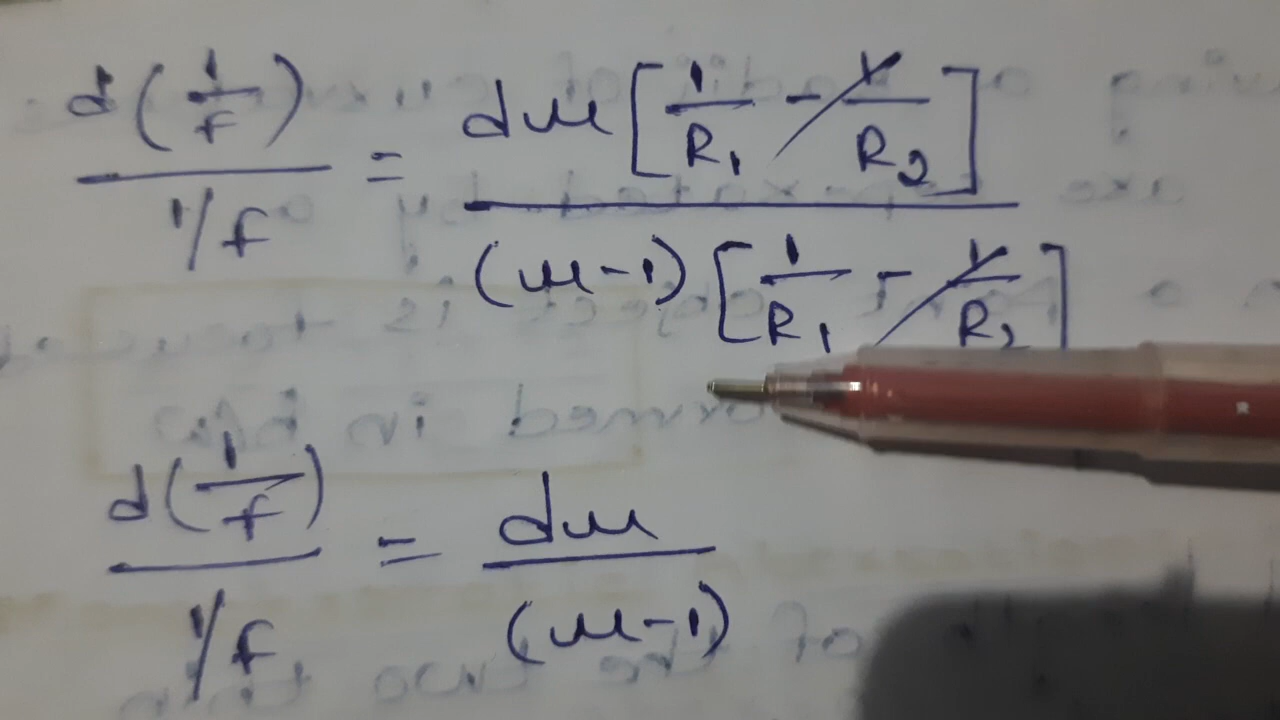 d(1/f) / 1/f = dμ[1/R₁ - 1/R₂] / (μ-1)[1/R₁ - 1/R₂]
d(1/f) / 1/f = dμ / (μ-1)